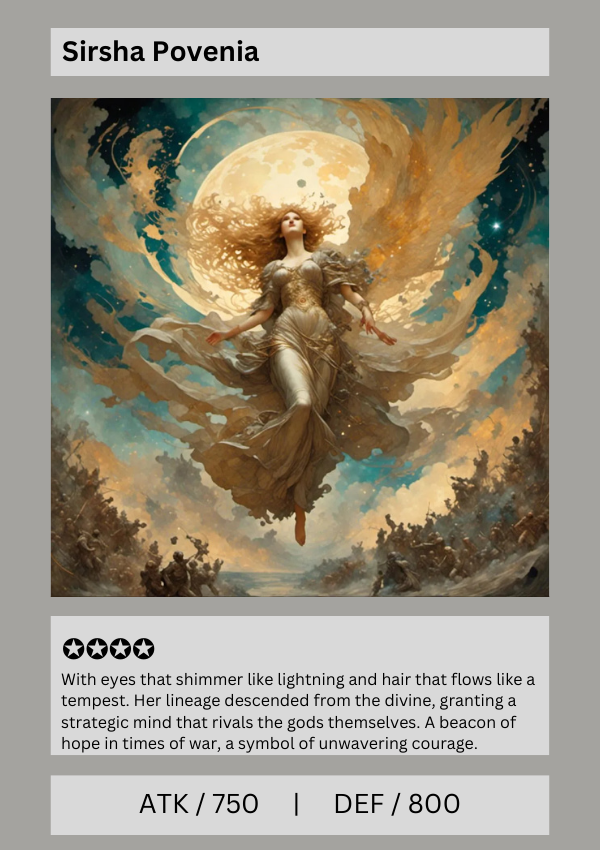 Sirsha Povenia
✪✪✪✪
With eyes that shimmer like lightning and hair that flows like a
tempest. Her lineage descended from the divine, granting a
strategic mind that rivals the gods themselves. A beacon of
hope in times of war, a symbol of unwavering courage.
ATK / 750 | DEF / 800